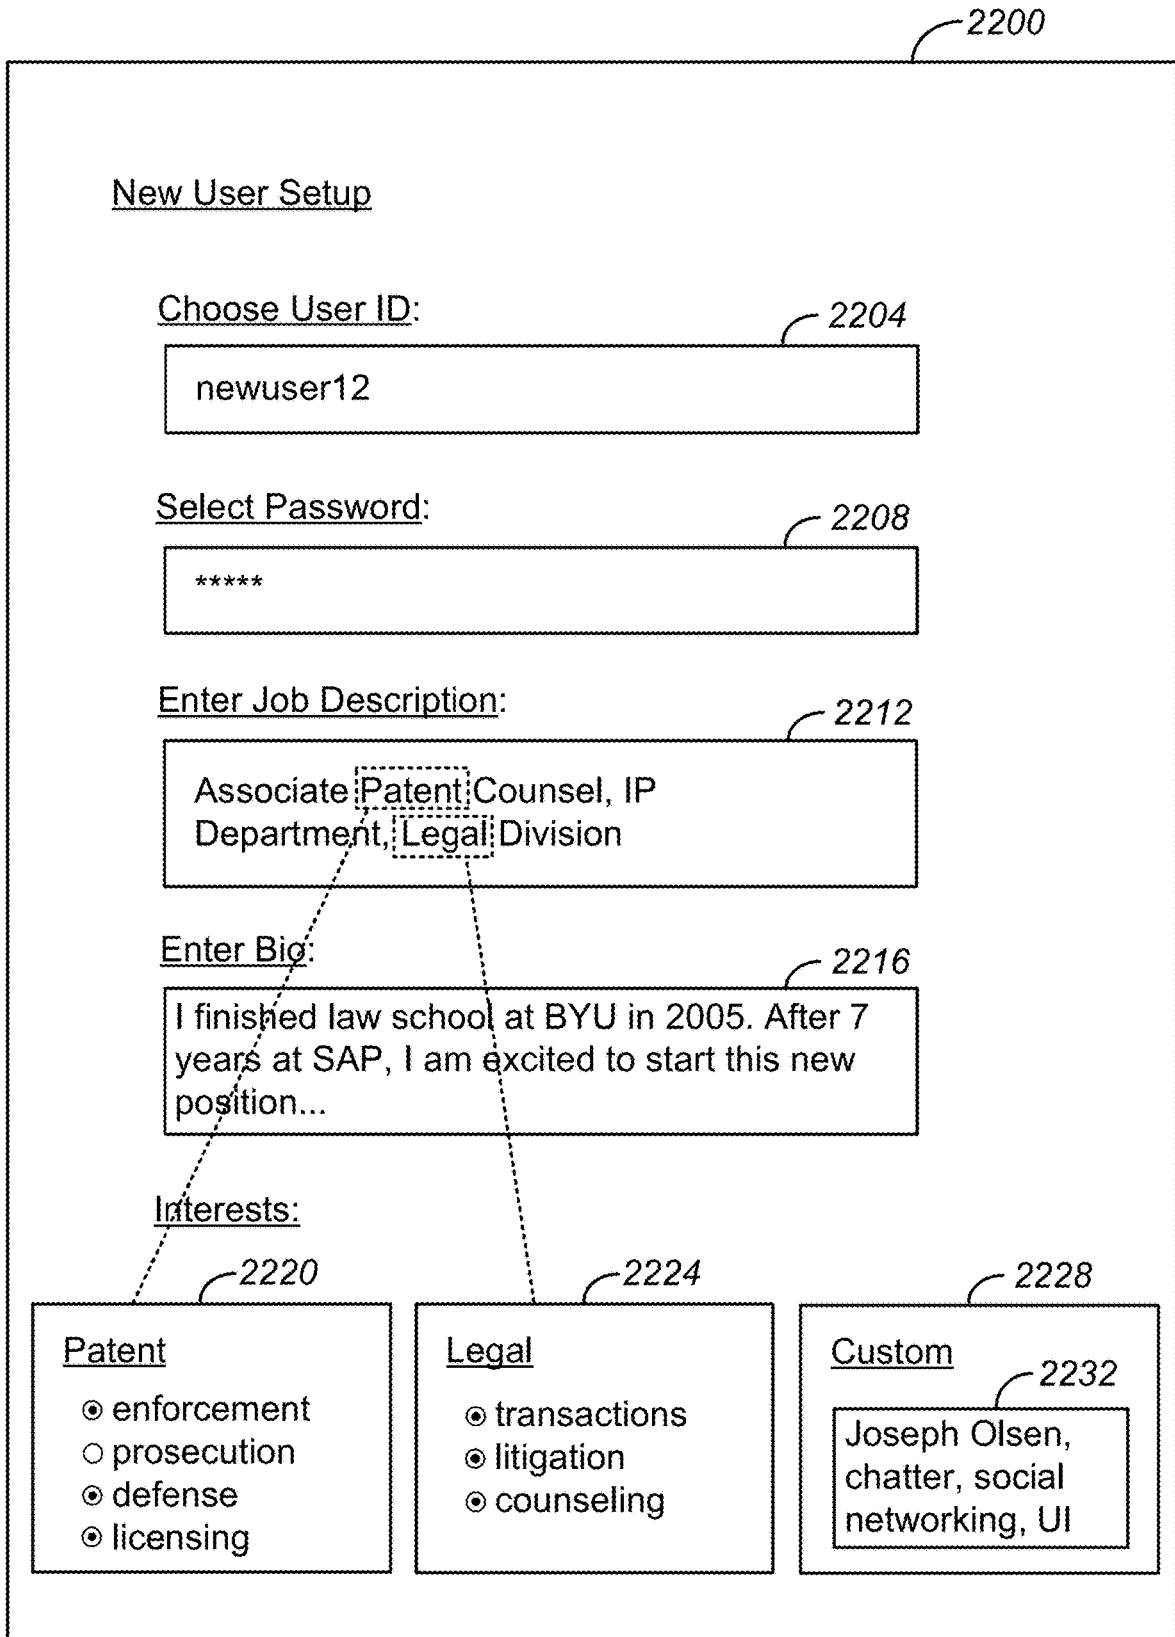 2200
New User Setup
Choose User ID:
2204
newuser12
Select Password:
2208
*****
Enter Job Description:
2212
Associate Patent Counsel, IP
Department, Legal Division
Enter Bio:
2216
I finished law school at BYU in 2005. After 7
years at SAP, I am excited to start this new
position...
Interests:
2220
Patent
enforcement
prosecution
defense
licensing
2224
Legal
transactions
litigation
counseling
2228
Custom
2232
Joseph Olsen,
chatter, social
networking, UI